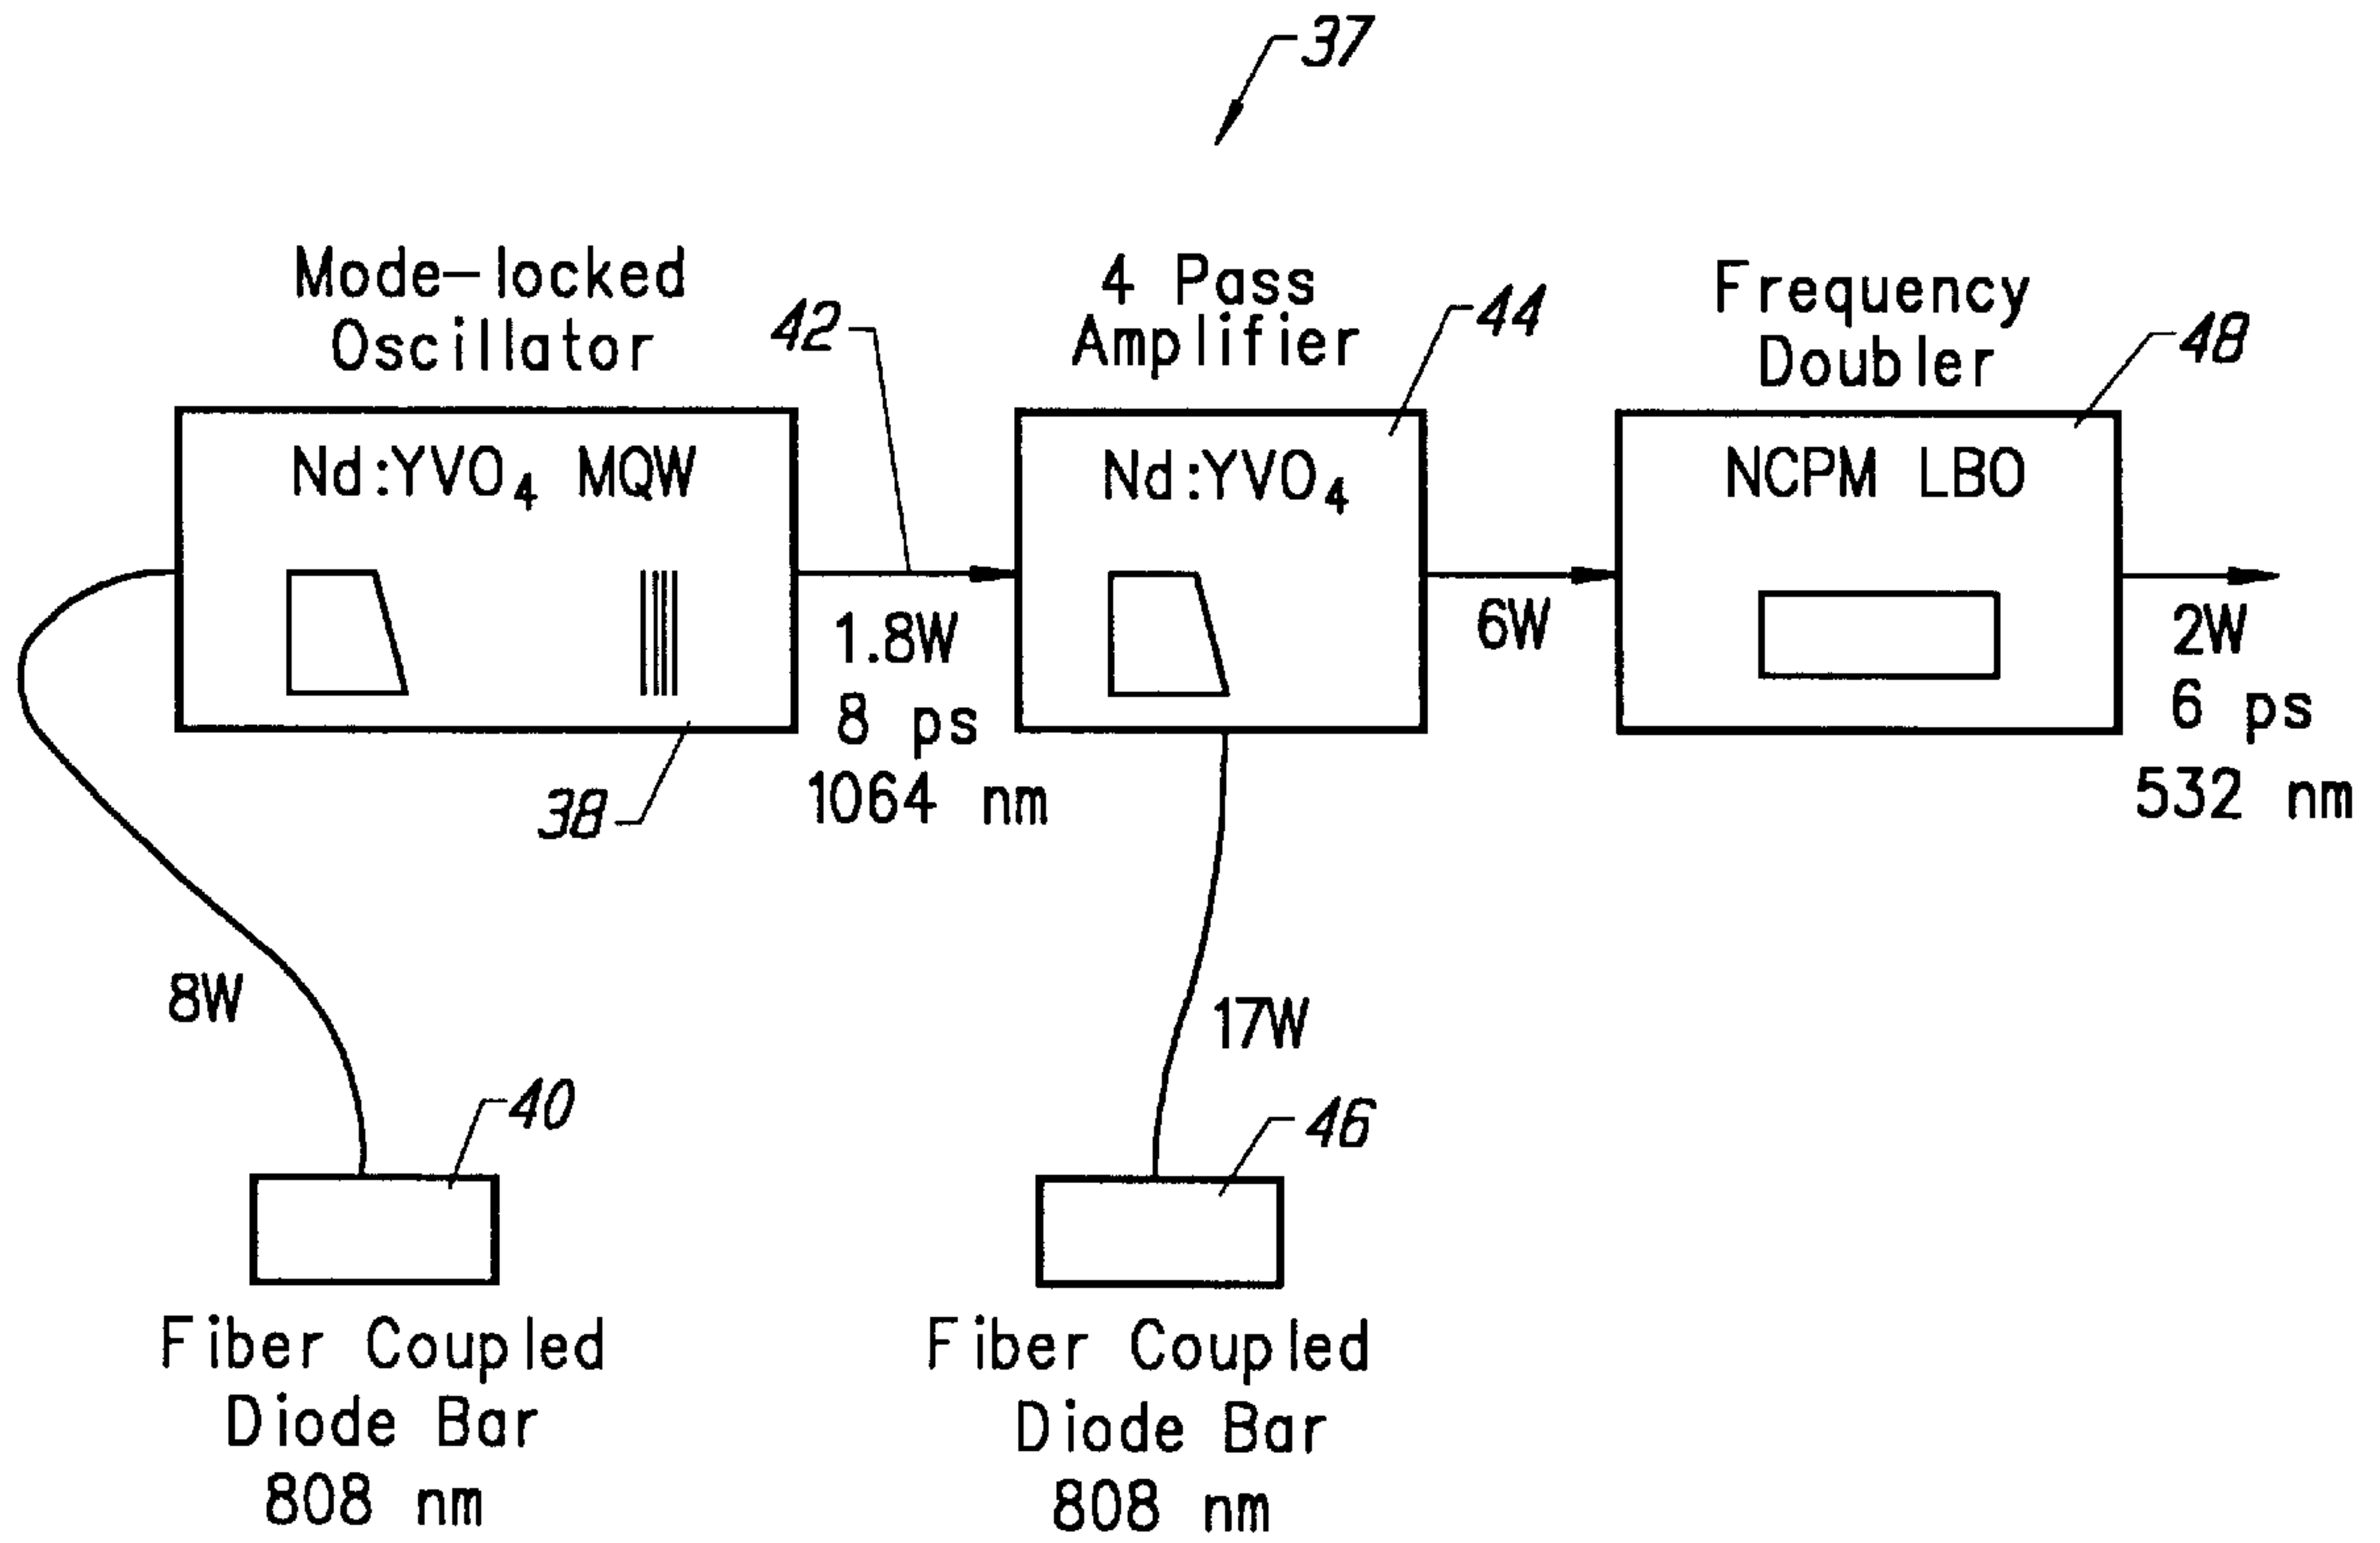 37
Mode-locked
Oscillator
42
4 Pass
Amplifier
44
Frequency
Doubler
48
Nd:YVO₄ MQW
Nd:YVO₄
NCPM LBO
1.8W
8 ps
1064 nm
6W
2W
6 ps
532 nm
38
8W
17W
40
46
Fiber Coupled
Diode Bar
808 nm
Fiber Coupled
Diode Bar
808 nm